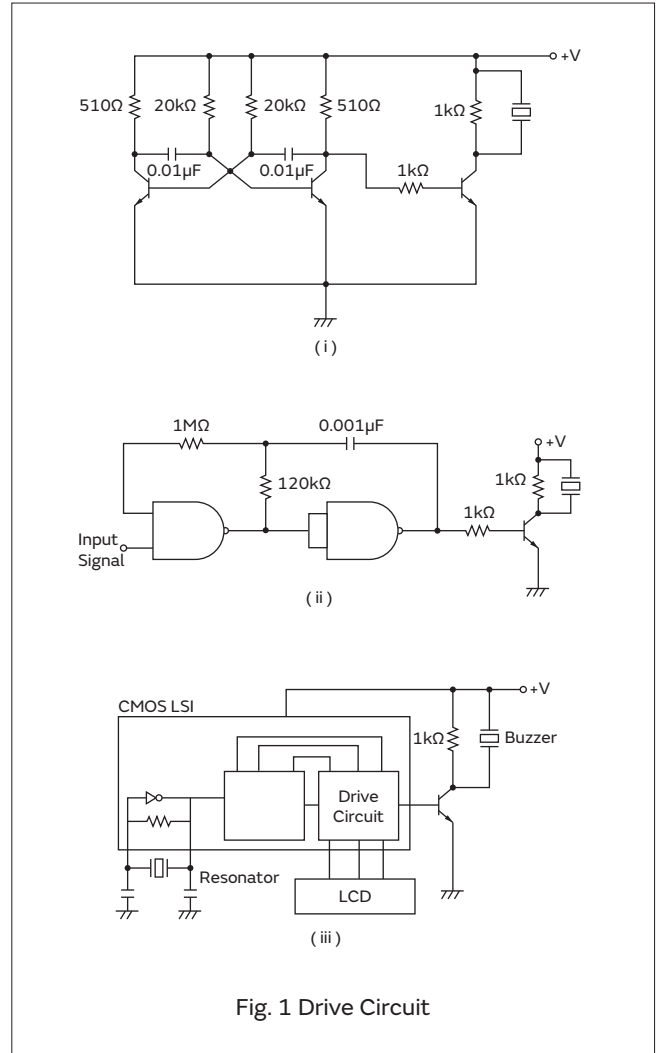 +V
510Ω 20kΩ 20kΩ 510Ω 1kΩ
0.01µF 0.01µF 1kΩ
( i )
1MΩ 0.001µF
+V
120kΩ 1kΩ
1kΩ
Input
Signal
( ii )
+V
CMOS LSI
1kΩ Buzzer
Drive
Circuit
Resonator
LCD
(iii)
Fig. 1 Drive Circuit